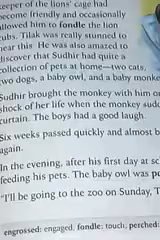 keeper of the lions' cage had
become friendly and occasionally
allowed him to fondle the lion
cubs. Tilak was really stunned to
hear this. He was also amazed to
discover that Sudhir had quite a
collection of pets at home—two cats,
two dogs, a baby owl, and a baby monke
Sudhir brought the monkey with him o
shock of her life when the monkey sudd
curtain. The boys had a good laugh.
Six weeks passed quickly and almost b
again.
In the evening, after his first day at sc
feeding his pets. The baby owl was pe
"I'll be going to the zoo on Sunday, T
engrossed: engaged; fondle: touch; perched: